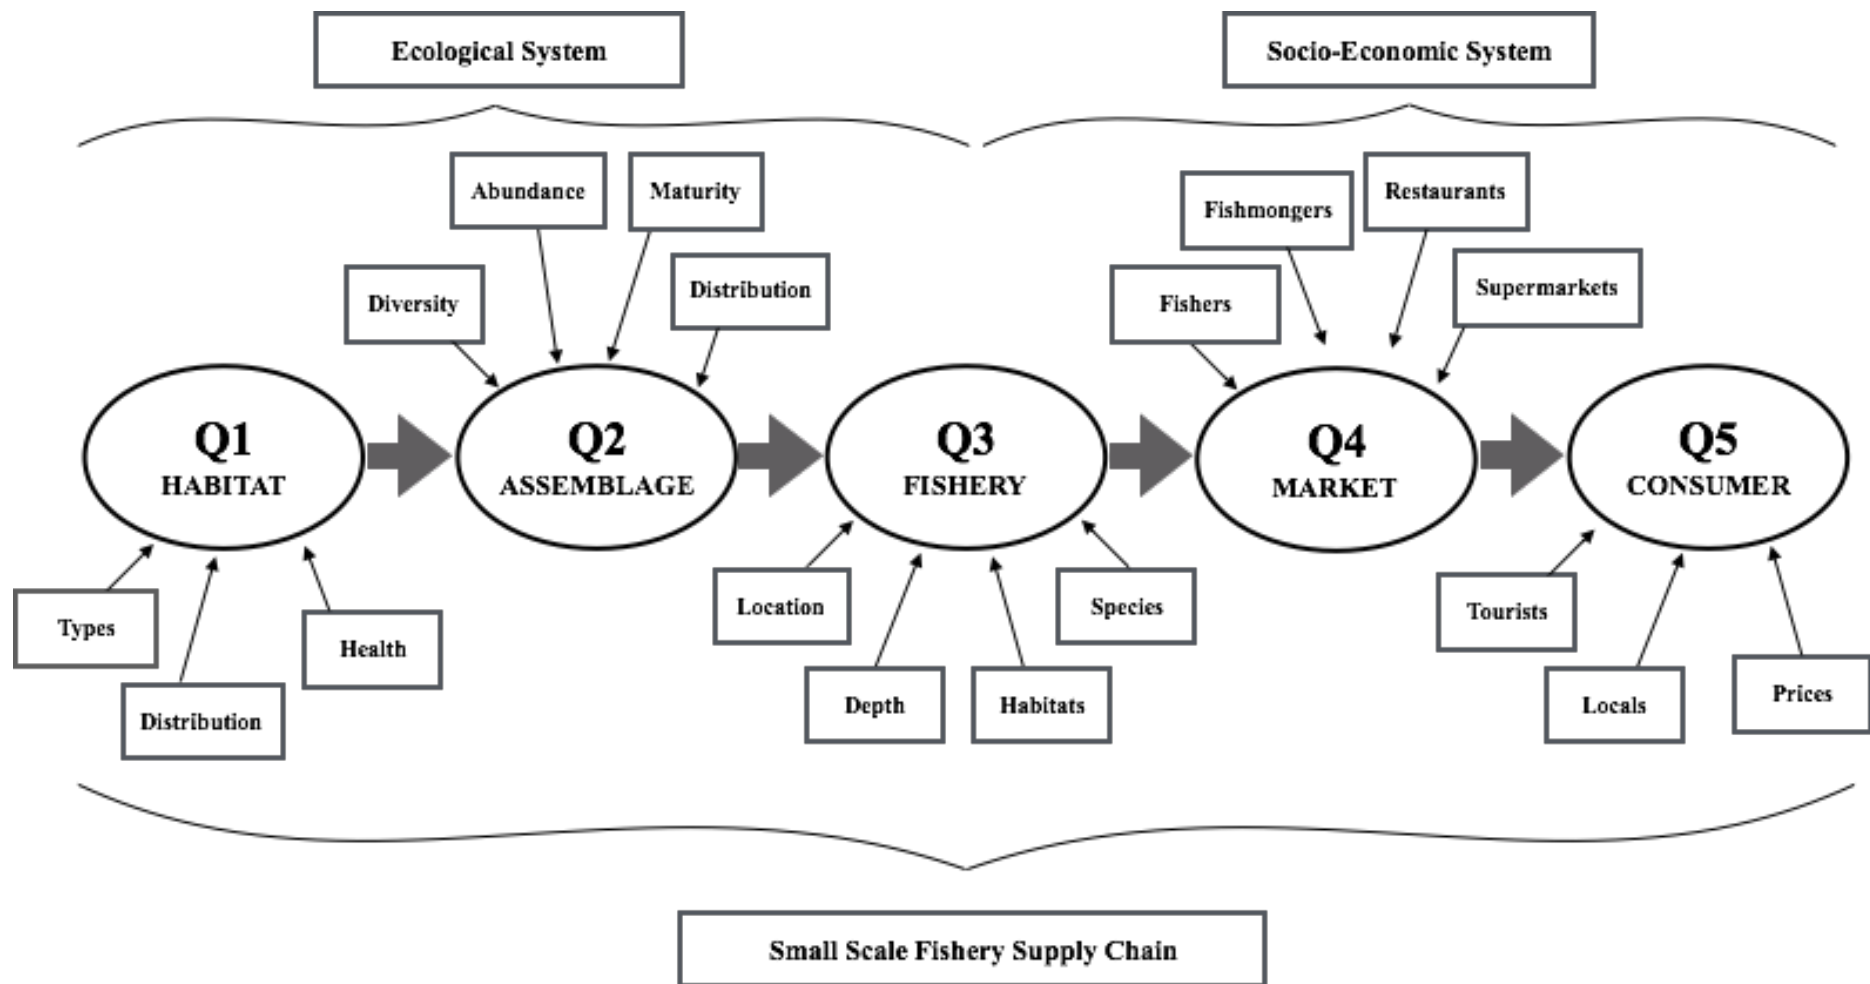 Ecological System
Socio-Economic System
Abundance
Maturity
Fishmongers
Restaurants
Diversity
Distribution
Fishers
Supermarkets
Q1
HABITAT
Q2
ASSEMBLAGE
Q3
FISHERY
Q4
MARKET
Q5
CONSUMER
Types
Distribution
Health
Location
Depth
Habitats
Species
Tourists
Locals
Prices
Small Scale Fishery Supply Chain